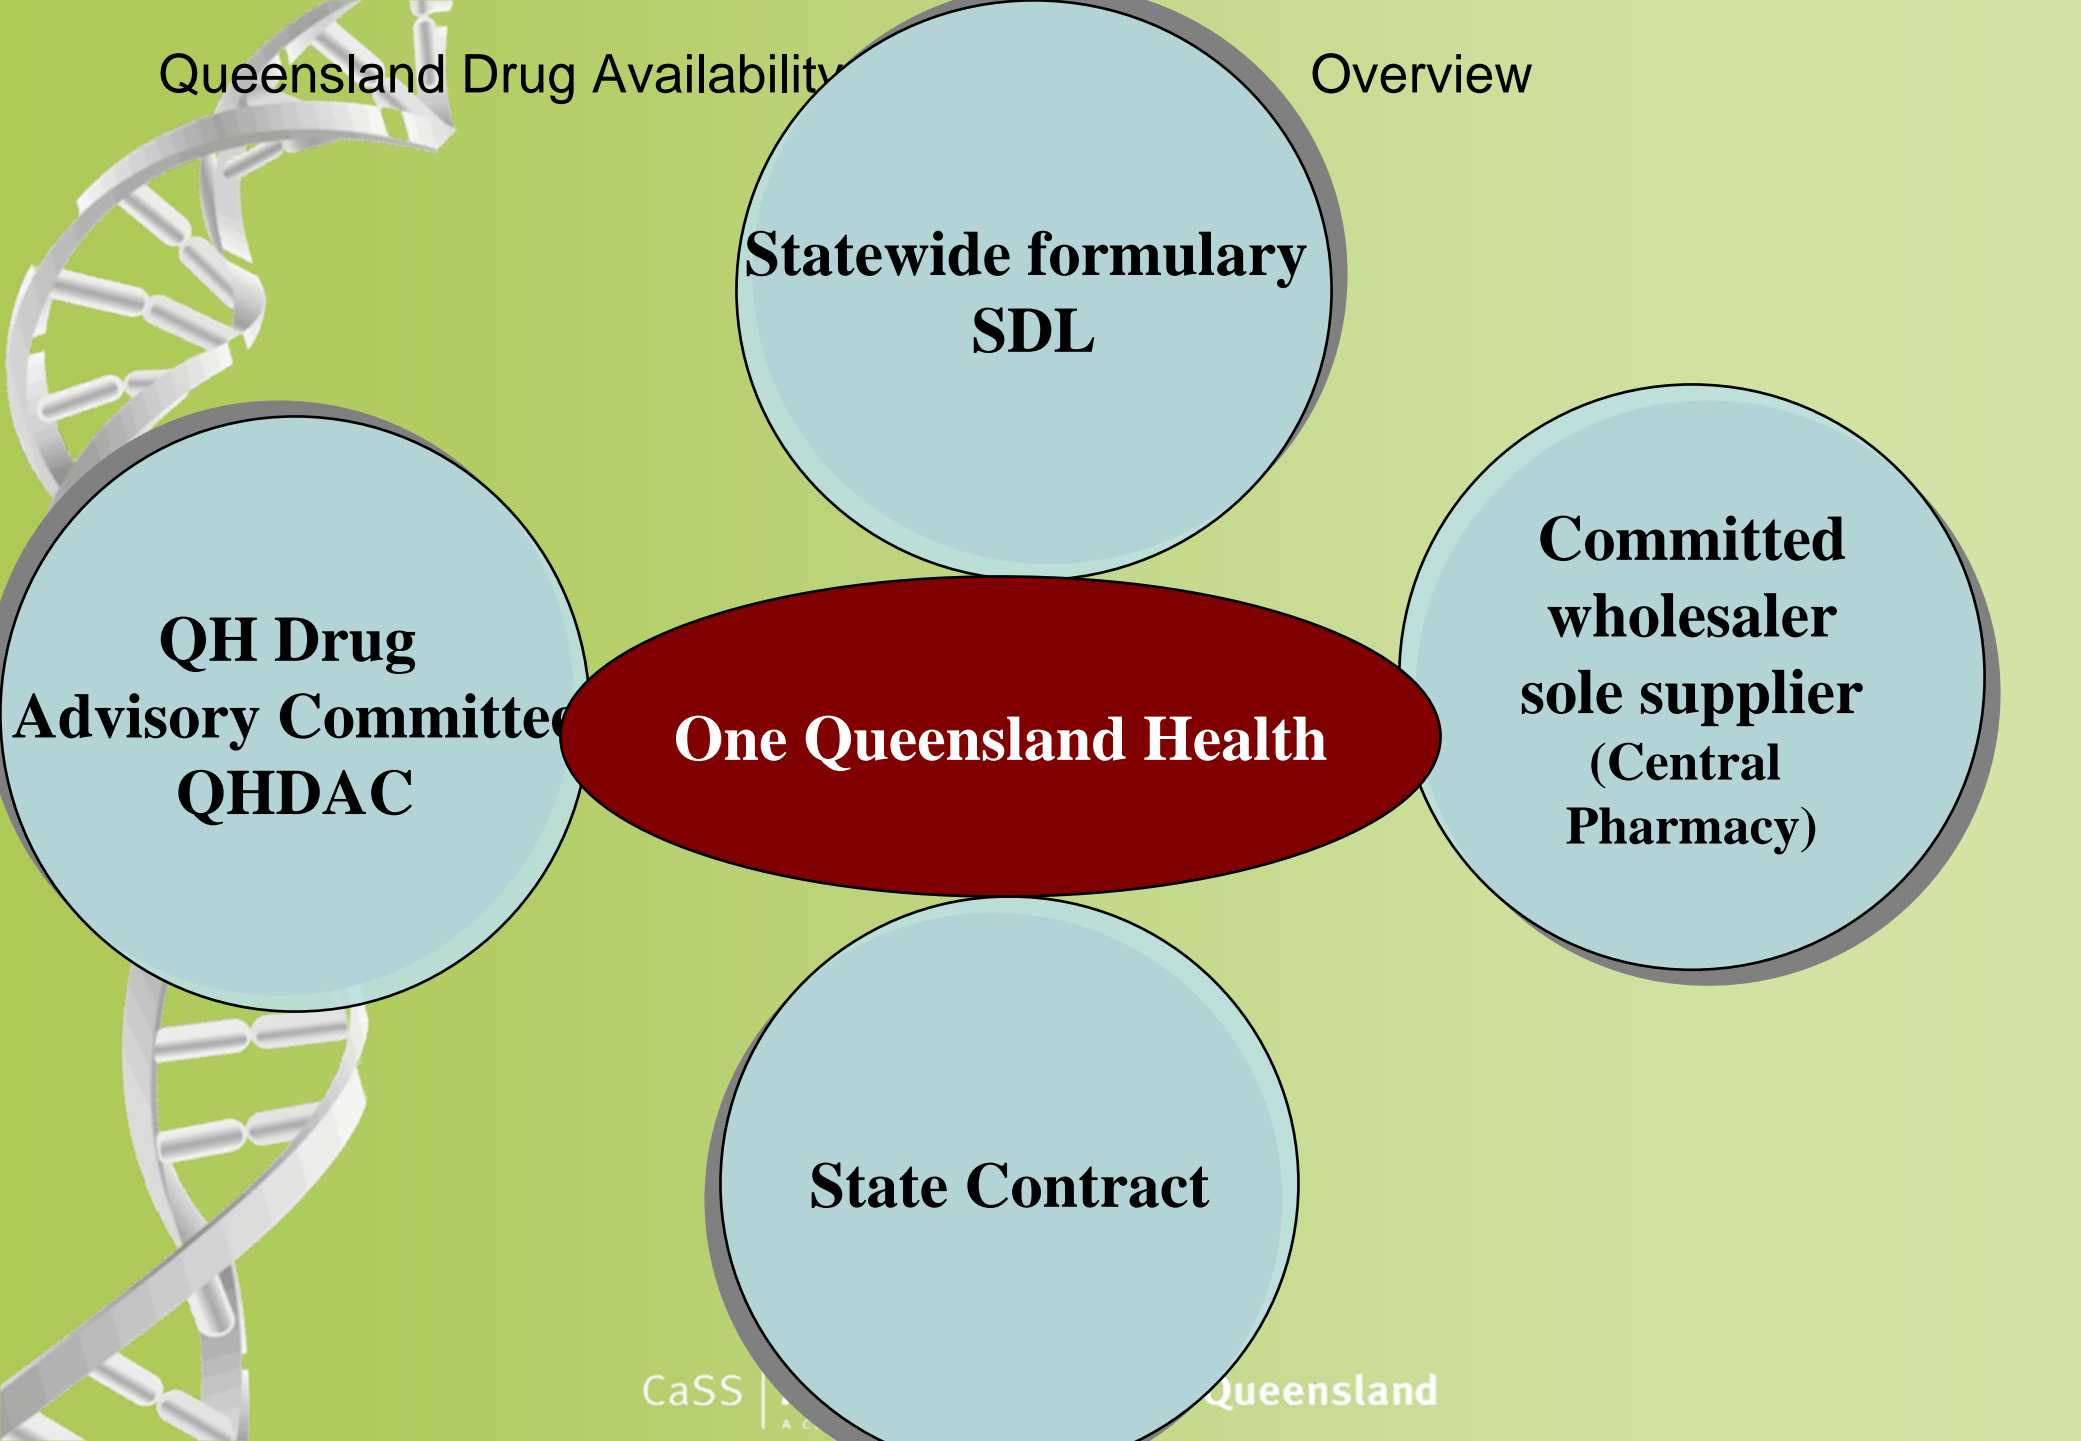 Queensland Drug Availability Overview
Statewide formulary
SDL
Committed
wholesaler
sole supplier
(Central
Pharmacy)
QH Drug
Advisory Committee
QHDAC
One Queensland Health
State Contract
CaSS Queensland